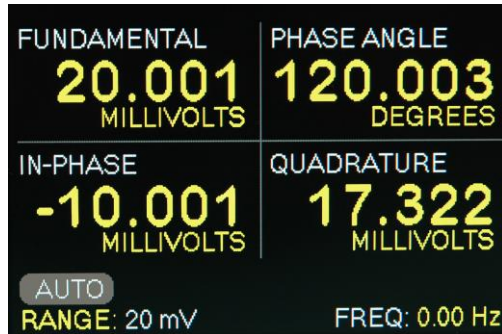 FUNDAMENTAL
20.001
MILLIVOLTS
PHASE ANGLE
120.003
DEGREES
IN-PHASE
-10.001
MILLIVOLTS
QUADRATURE
17.322
MILLIVOLTS
AUTO
RANGE: 20 mV
FREQ: 0.00 Hz